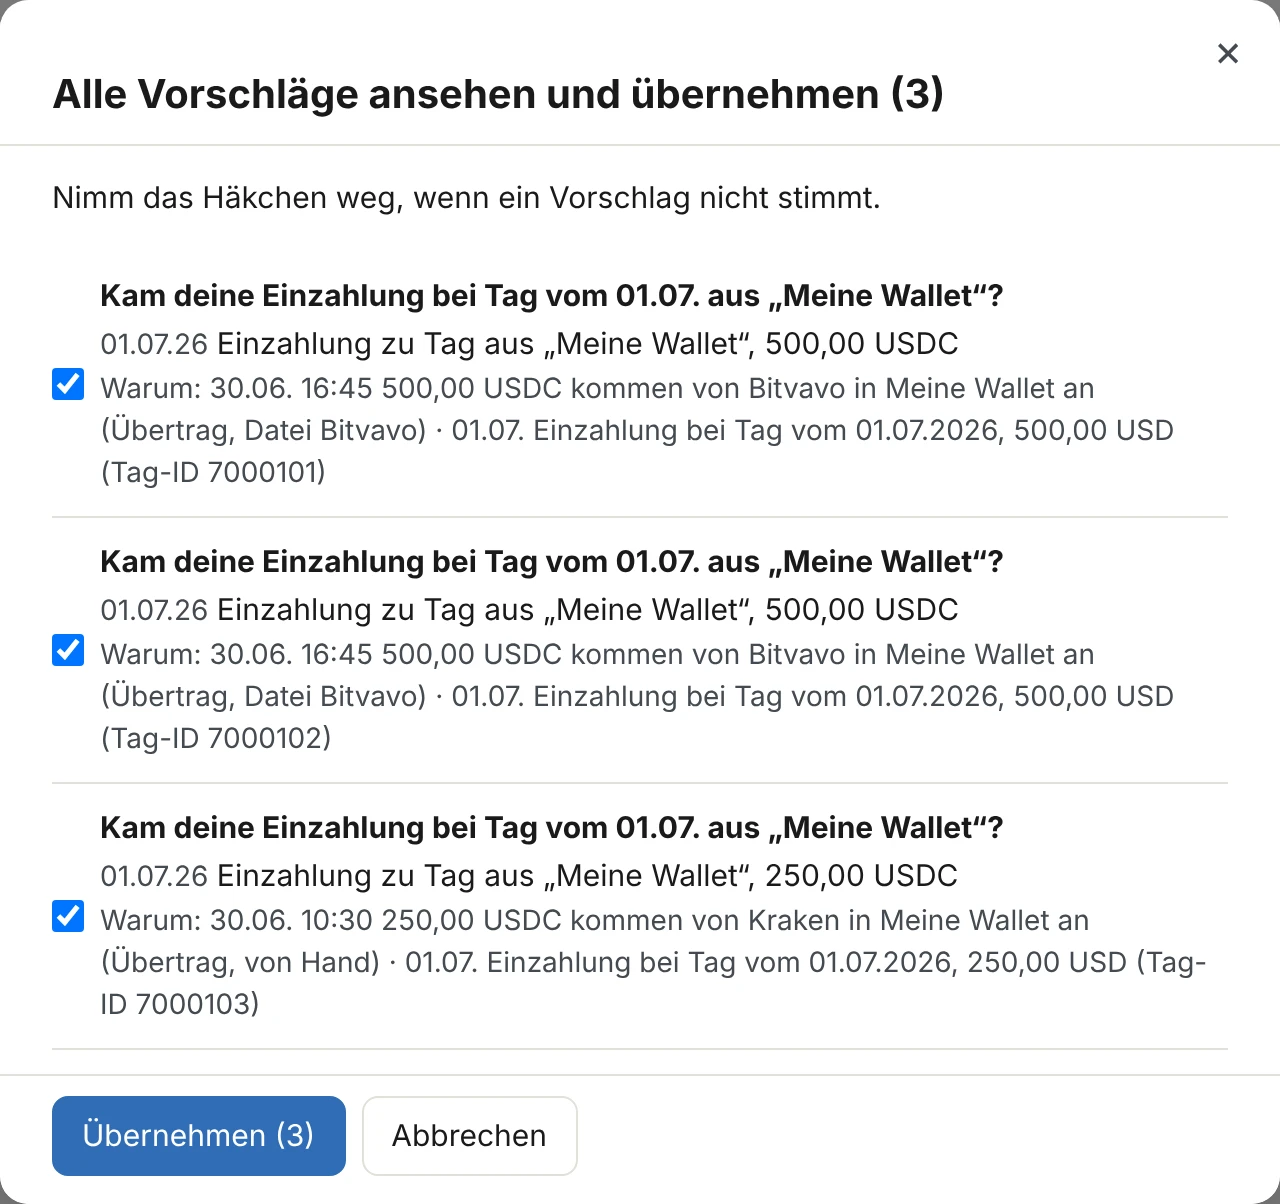 Alle Vorschläge ansehen und übernehmen (3)
Nimm das Häkchen weg, wenn ein Vorschlag nicht stimmt.
Kam deine Einzahlung bei Tag vom 01.07. aus „Meine Wallet“?
01.07.26 Einzahlung zu Tag aus „Meine Wallet“, 500,00 USDC
Warum: 30.06. 16:45 500,00 USDC kommen von Bitvavo in Meine Wallet an
(Übertrag, Datei Bitvavo) · 01.07. Einzahlung bei Tag vom 01.07.2026, 500,00 USD
(Tag-ID 7000101)
Kam deine Einzahlung bei Tag vom 01.07. aus „Meine Wallet“?
01.07.26 Einzahlung zu Tag aus „Meine Wallet“, 500,00 USDC
Warum: 30.06. 16:45 500,00 USDC kommen von Bitvavo in Meine Wallet an
(Übertrag, Datei Bitvavo) · 01.07. Einzahlung bei Tag vom 01.07.2026, 500,00 USD
(Tag-ID 7000102)
Kam deine Einzahlung bei Tag vom 01.07. aus „Meine Wallet“?
01.07.26 Einzahlung zu Tag aus „Meine Wallet“, 250,00 USDC
Warum: 30.06. 10:30 250,00 USDC kommen von Kraken in Meine Wallet an
(Übertrag, von Hand) · 01.07. Einzahlung bei Tag vom 01.07.2026, 250,00 USD (Tag-
ID 7000103)
Übernehmen (3)
Abbrechen